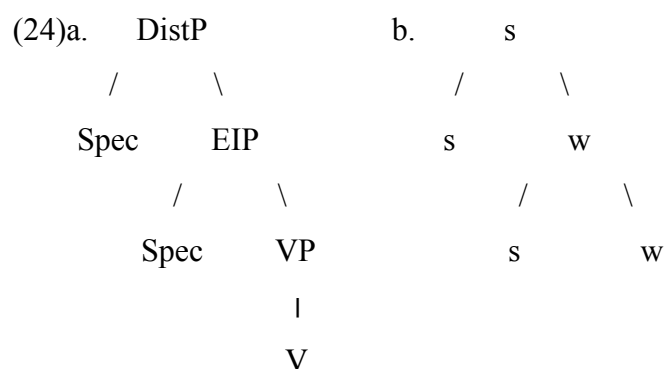 (24)a. DistP b. s
/ \ / \
Spec EIP s w
/ \ / \
Spec VP s w
|
V